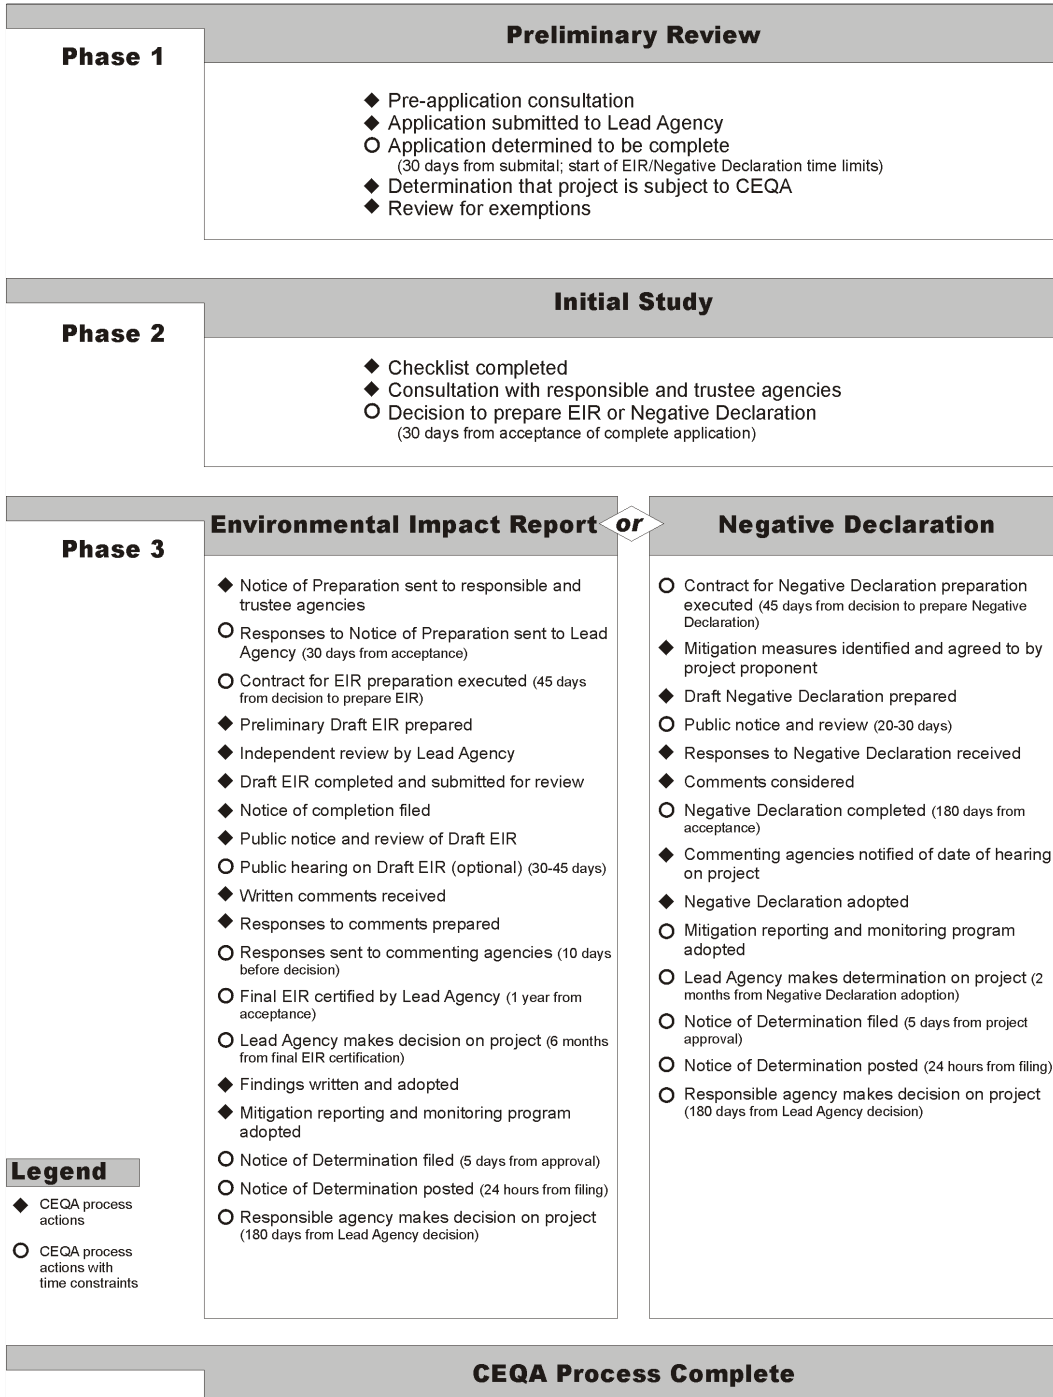 Preliminary Review
Phase 1
Pre-application consultation
Application submitted to Lead Agency
Application determined to be complete
(30 days from submital; start of EIR/Negative Declaration time limits)
Determination that project is subject to CEQA
Review for exemptions
Initial Study
Phase 2
Checklist completed
Consultation with responsible and trustee agencies
Decision to prepare EIR or Negative Declaration
(30 days from acceptance of complete application)
Phase 3
Environmental Impact Report
Notice of Preparation sent to responsible and
trustee agencies
Responses to Notice of Preparation sent to Lead
Agency (30 days from acceptance)
Contract for EIR preparation executed (45 days
from decision to prepare EIR)
Preliminary Draft EIR prepared
Independent review by Lead Agency
Draft EIR completed and submitted for review
Notice of completion filed
Public notice and review of Draft EIR
Public hearing on Draft EIR (optional) (30-45 days)
Written comments received
Responses to comments prepared
Responses sent to commenting agencies (10 days
before decision)
Final EIR certified by Lead Agency (1 year from
acceptance)
Lead Agency makes decision on project (6 months
from final EIR certification)
Findings written and adopted
Mitigation reporting and monitoring program
adopted
Notice of Determination filed (5 days from approval)
Notice of Determination posted (24 hours from filing)
Responsible agency makes decision on project
(180 days from Lead Agency decision)
or
Negative Declaration
Contract for Negative Declaration preparation
executed (45 days from decision to prepare Negative
Declaration)
Mitigation measures identified and agreed to by
project proponent
Draft Negative Declaration prepared
Public notice and review (20-30 days)
Responses to Negative Declaration received
Comments considered
Negative Declaration completed (180 days from
acceptance)
Commenting agencies notified of date of hearing
on project
Negative Declaration adopted
Mitigation reporting and monitoring program
adopted
Lead Agency makes determination on project (2
months from Negative Declaration adoption)
Notice of Determination filed (5 days from project
approval)
Notice of Determination posted (24 hours from filing)
Responsible agency makes decision on project
(180 days from Lead Agency decision)
Legend
CEQA process
actions
CEQA process
actions with
time constraints
CEQA Process Complete